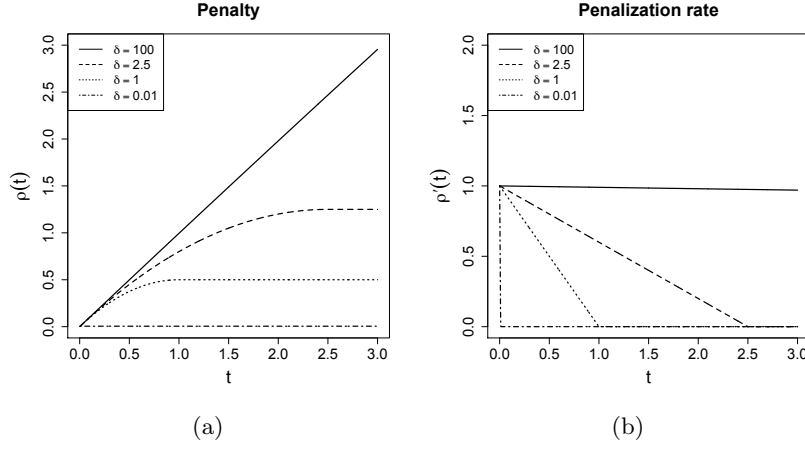 Penalty
δ = 100
δ = 2.5
δ = 1
δ = 0.01
ρ(t)
0.0 0.5 1.0 1.5 2.0 2.5 3.0
0.0 0.5 1.0 1.5 2.0 2.5 3.0
t
(a)
Penalization rate
δ = 100
δ = 2.5
δ = 1
δ = 0.01
ρ'(t)
0.0 0.5 1.0 1.5 2.0
0.0 0.5 1.0 1.5 2.0 2.5 3.0
t
(b)